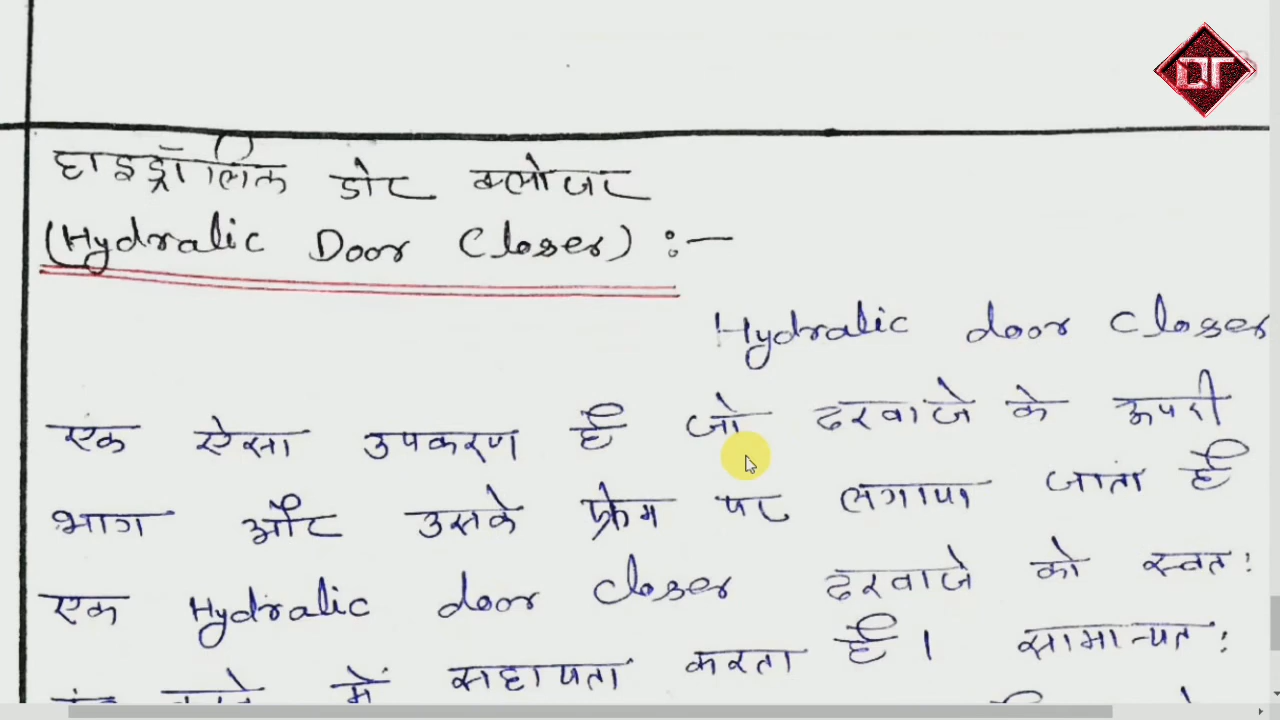 DT
हाइड्रॉलिक डोर क्लोजर
(Hydralic Door Closer) :-
Hydralic door closer
एक ऐसा उपकरण है जो दरवाजे के ऊपरी
भाग और उसके फ्रेम पर लगाया जाता है
एक Hydralic door closer दरवाजे को स्वत:
में सहायता करता है। सामान्यत: